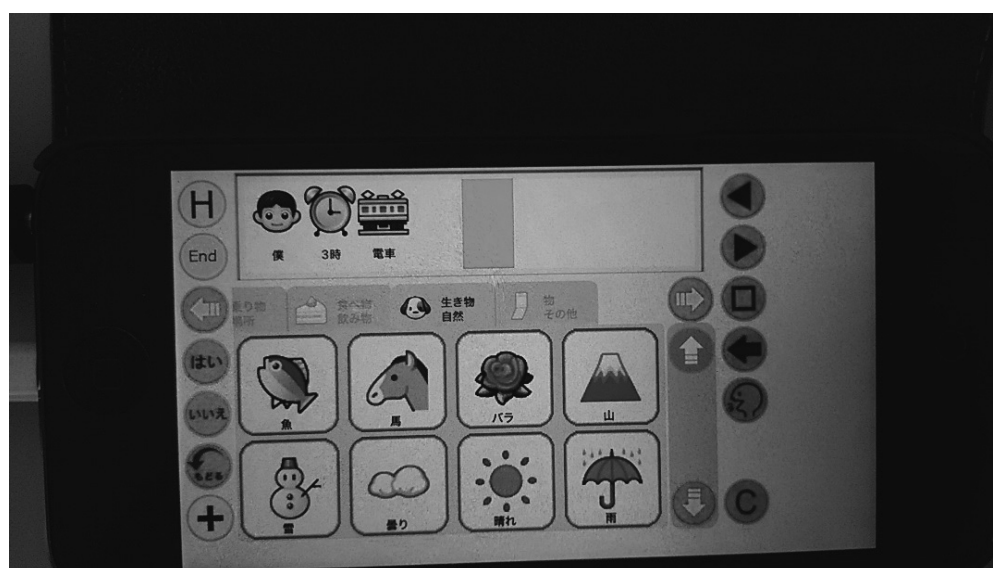 H
End
僕 3時 電車
乗り物 食べ物 生き物 物
場所 飲み物 自然 その他
はい
いいえ
もどる
魚 馬 バラ 山
雪 曇り 晴れ 雨
C